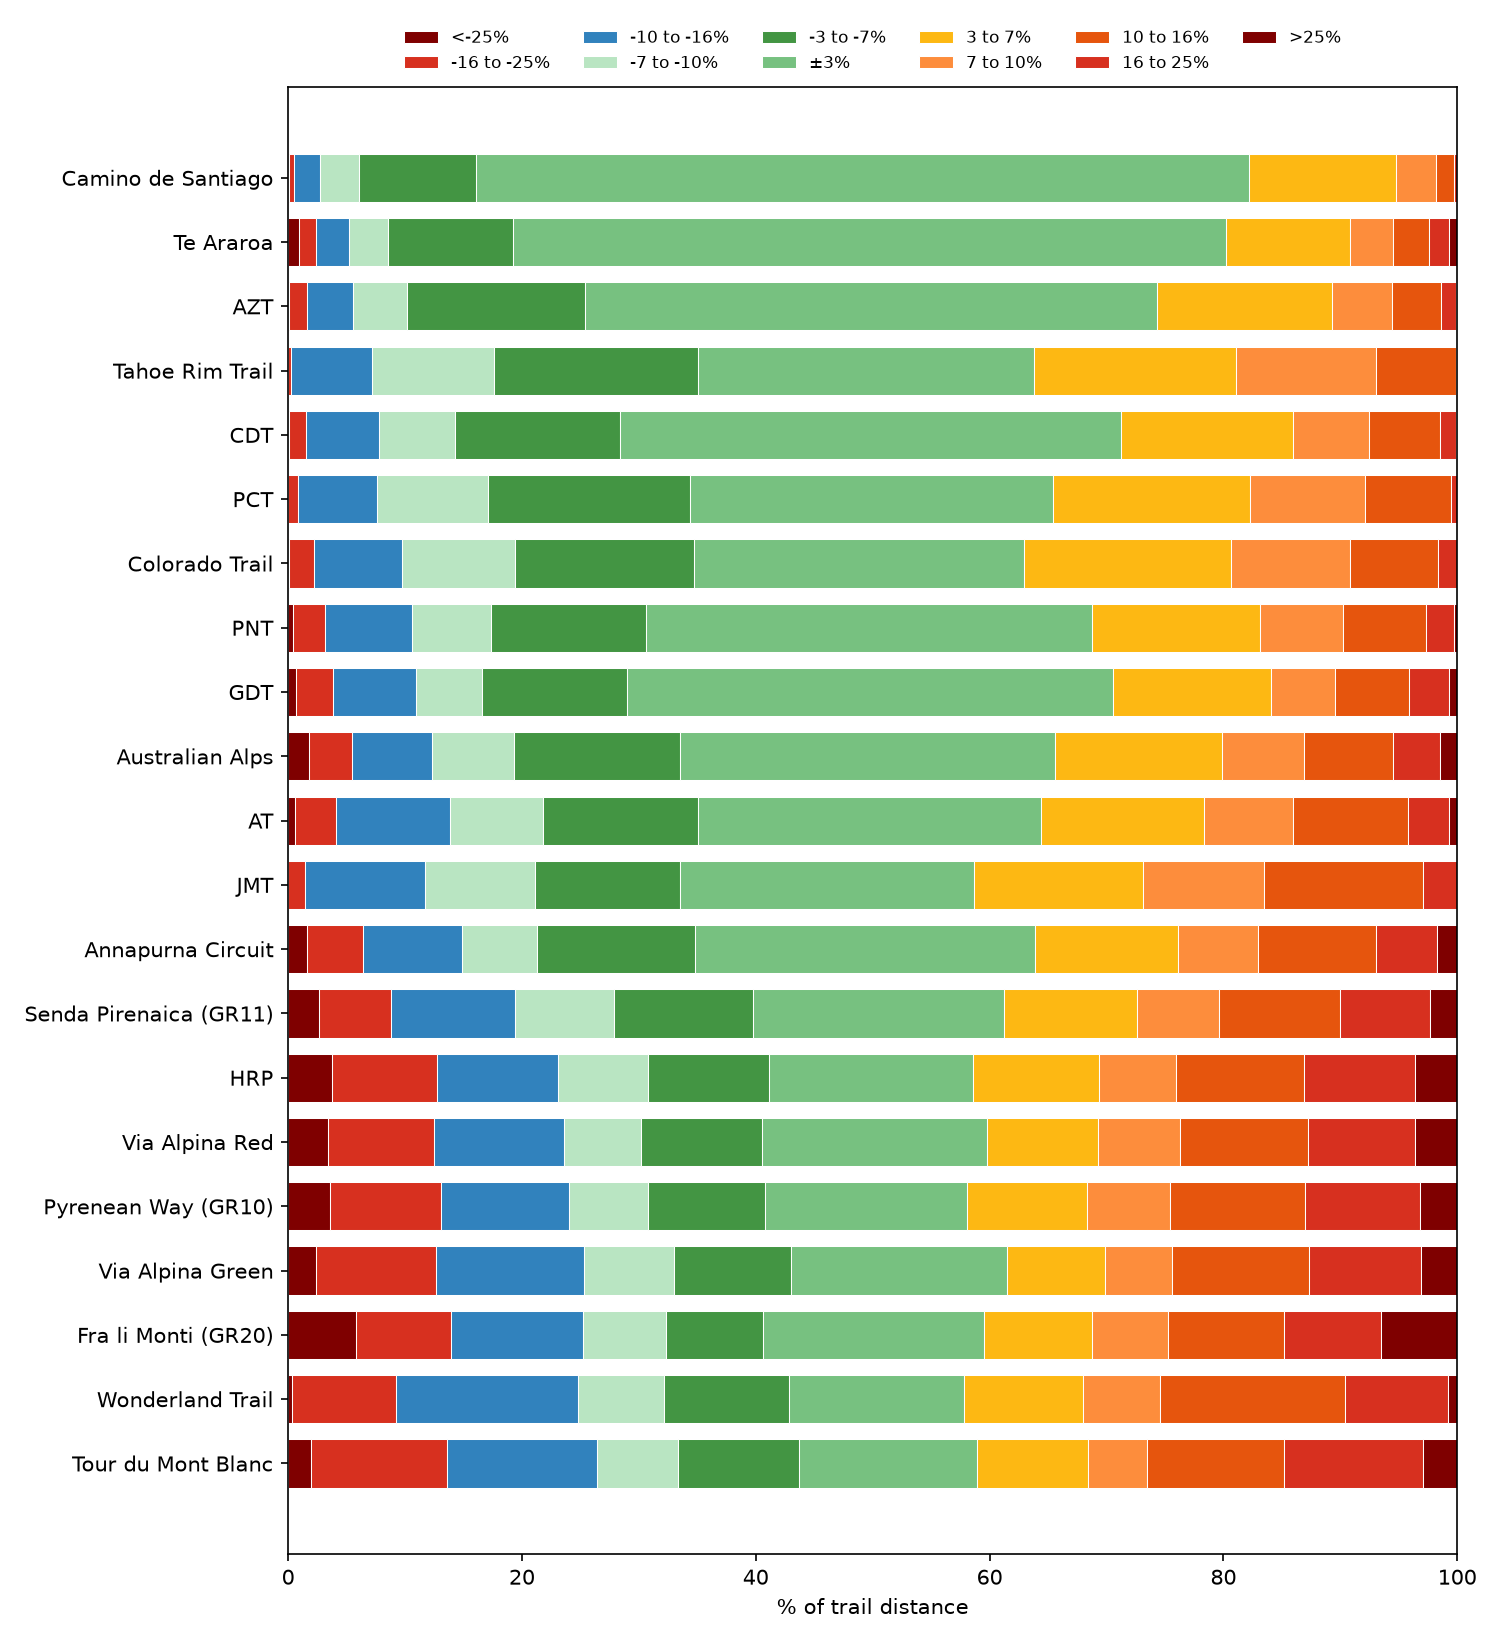 <-25% -10 to -16% -3 to -7% 3 to 7% 10 to 16% >25%
-16 to -25% -7 to -10% ±3% 7 to 10% 16 to 25%
Camino de Santiago
Te Araroa
AZT
Tahoe Rim Trail
CDT
PCT
Colorado Trail
PNT
GDT
Australian Alps
AT
JMT
Annapurna Circuit
Senda Pirenaica (GR11)
HRP
Via Alpina Red
Pyrenean Way (GR10)
Via Alpina Green
Fra li Monti (GR20)
Wonderland Trail
Tour du Mont Blanc
0 20 40 60 80 100
% of trail distance